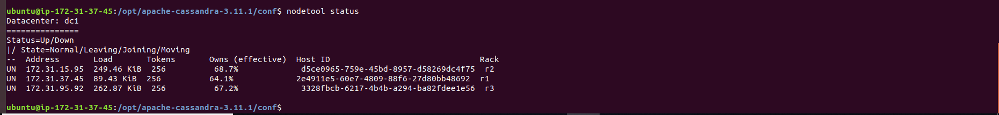 ubuntu@ip-172-31-37-45:/opt/apache-cassandra-3.11.1/conf$ nodetool status
Datacenter: dc1
===============
Status=Up/Down
|/ State=Normal/Leaving/Joining/Moving
--  Address       Load       Tokens       Owns (effective)  Host ID                               Rack
UN  172.31.15.95  249.46 KiB  256          68.7%             d5ce0965-759e-45bd-8957-d58269dc4f75  r2
UN  172.31.37.45  89.43 KiB  256          64.1%             2e4911e5-60e7-4809-88f6-27d80bb48692  r1
UN  172.31.95.92  262.87 KiB  256          67.2%             3328fbcb-6217-4b4b-a294-ba82fdee1e56  r3
ubuntu@ip-172-31-37-45:/opt/apache-cassandra-3.11.1/conf$